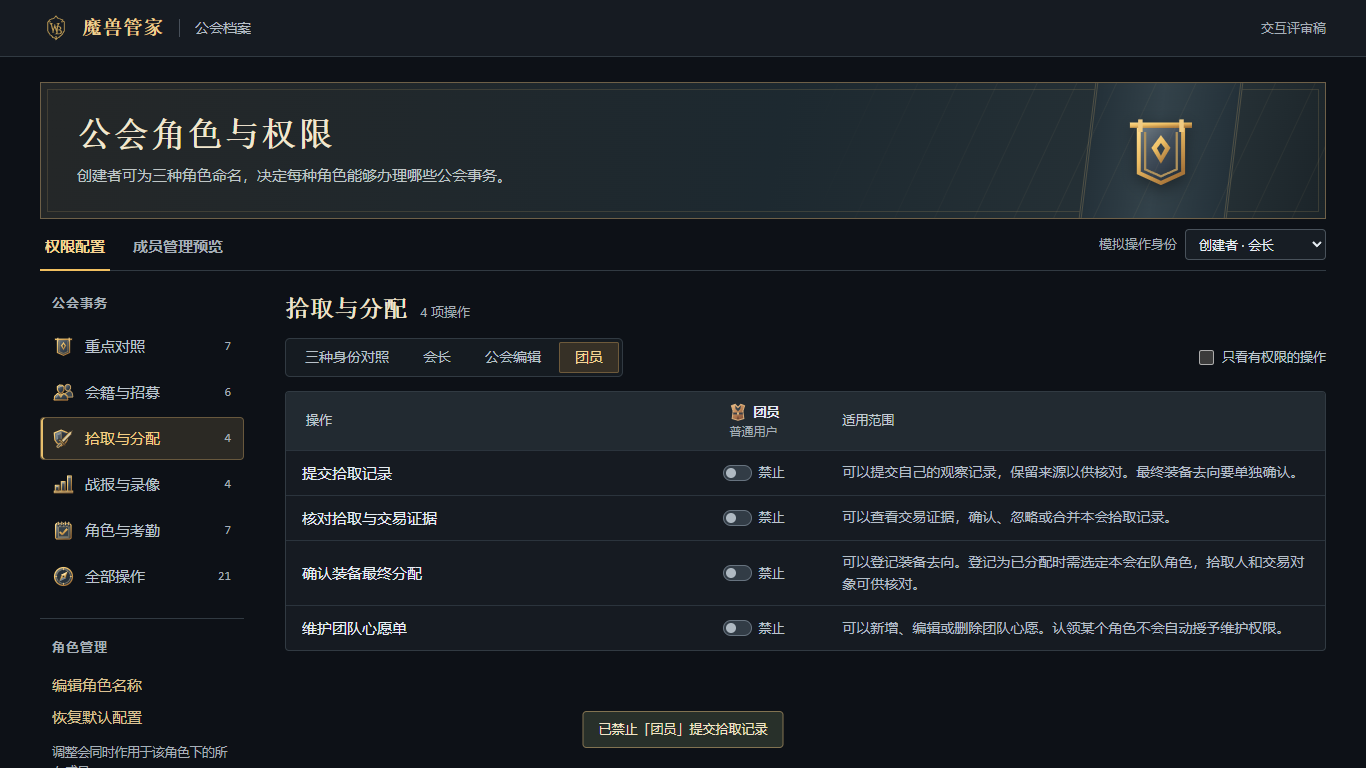 魔兽管家
公会档案
交互评审稿
公会角色与权限
创建者可为三种角色命名，决定每种角色能够办理哪些公会事务。
权限配置
成员管理预览
模拟操作身份
创建者 · 会长
公会事务
重点对照 7
会籍与招募 6
拾取与分配 4
战报与录像 4
角色与考勤 7
全部操作 21
角色管理
编辑角色名称
恢复默认配置
调整会同时作用于该角色下的所
拾取与分配 4 项操作
三种身份对照
会长
公会编辑
团员
只看有权限的操作
操作
团员
普通用户
适用范围
提交拾取记录
禁止
可以提交自己的观察记录，保留来源以供核对。最终装备去向要单独确认。
核对拾取与交易证据
禁止
可以查看交易证据，确认、忽略或合并本会拾取记录。
确认装备最终分配
禁止
可以登记装备去向。登记为已分配时需选定本会在队角色，拾取人和交易对
象可供核对。
维护团队心愿单
禁止
可以新增、编辑或删除团队心愿。认领某个角色不会自动授予维护权限。
已禁止「团员」提交拾取记录